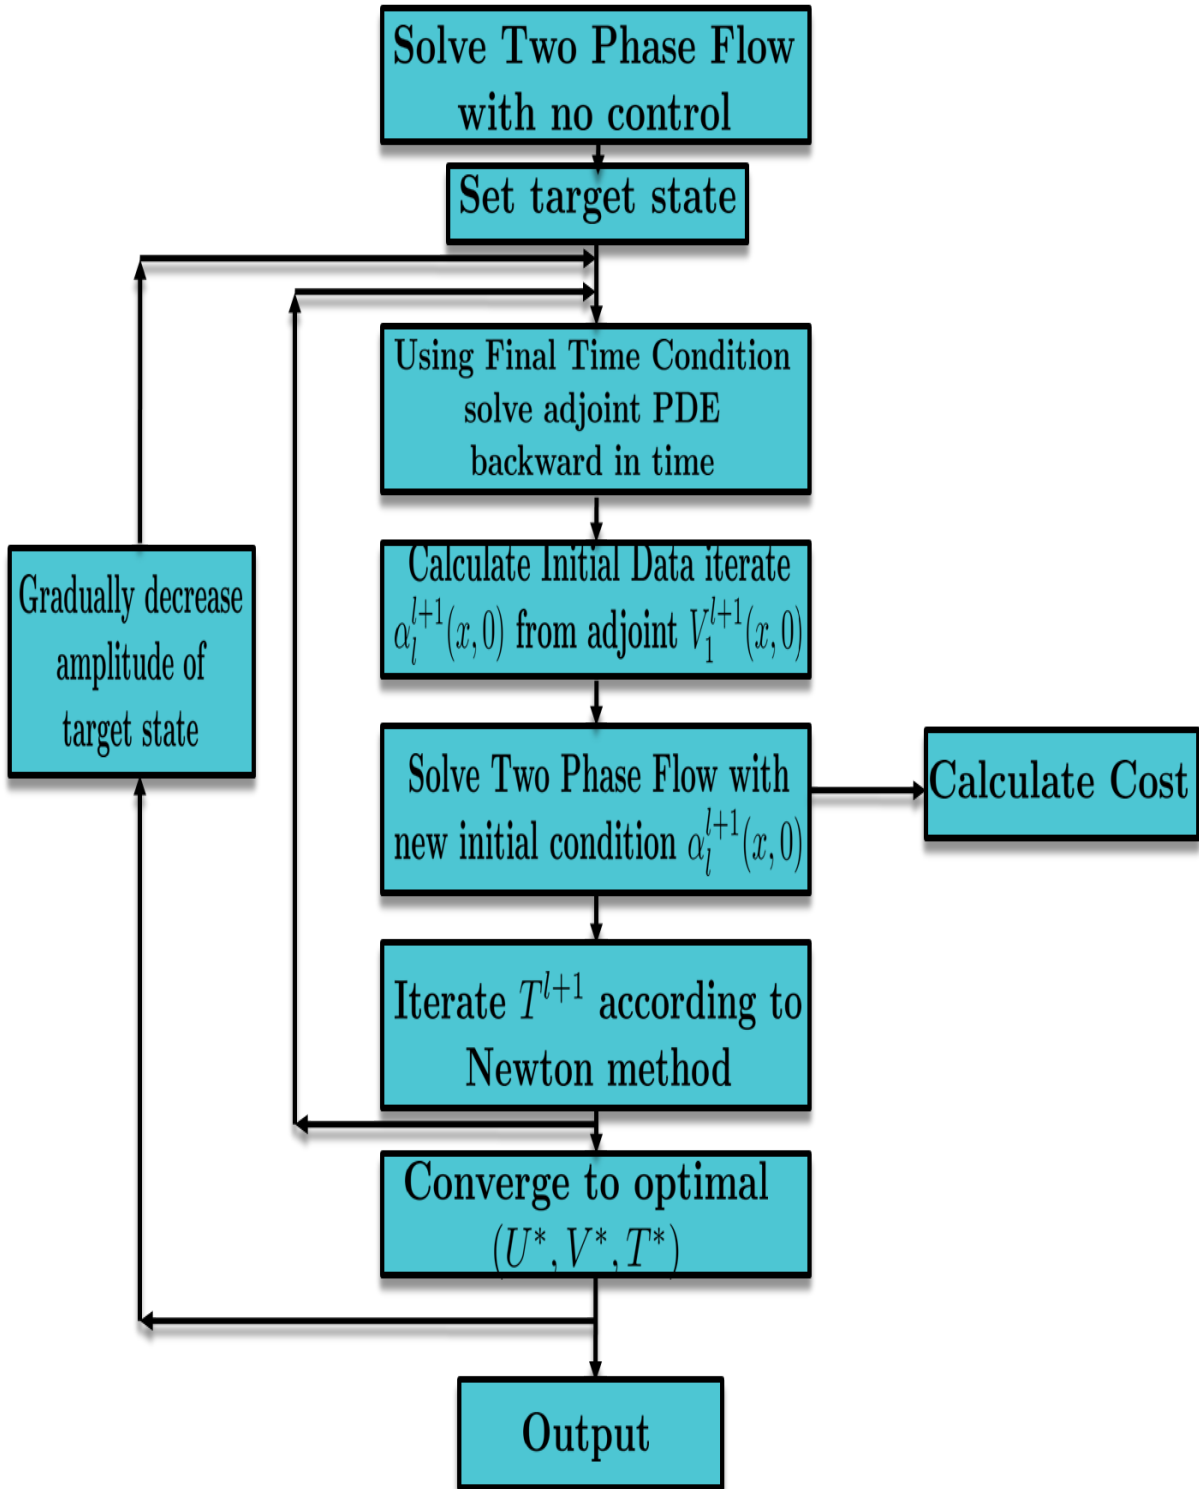 Solve Two Phase Flow
with no control
Set target state
Using Final Time Condition
solve adjoint PDE
backward in time
Calculate Initial Data iterate
$\alpha_l^{l+1}(x, 0)$ from adjoint $V_1^{l+1}(x, 0)$
Gradually decrease
amplitude of
target state
Solve Two Phase Flow with
new initial condition $\alpha_l^{l+1}(x, 0)$
Calculate Cost
Iterate $T^{l+1}$ according to
Newton method
Converge to optimal
$(U^*, V^*, T^*)$
Output